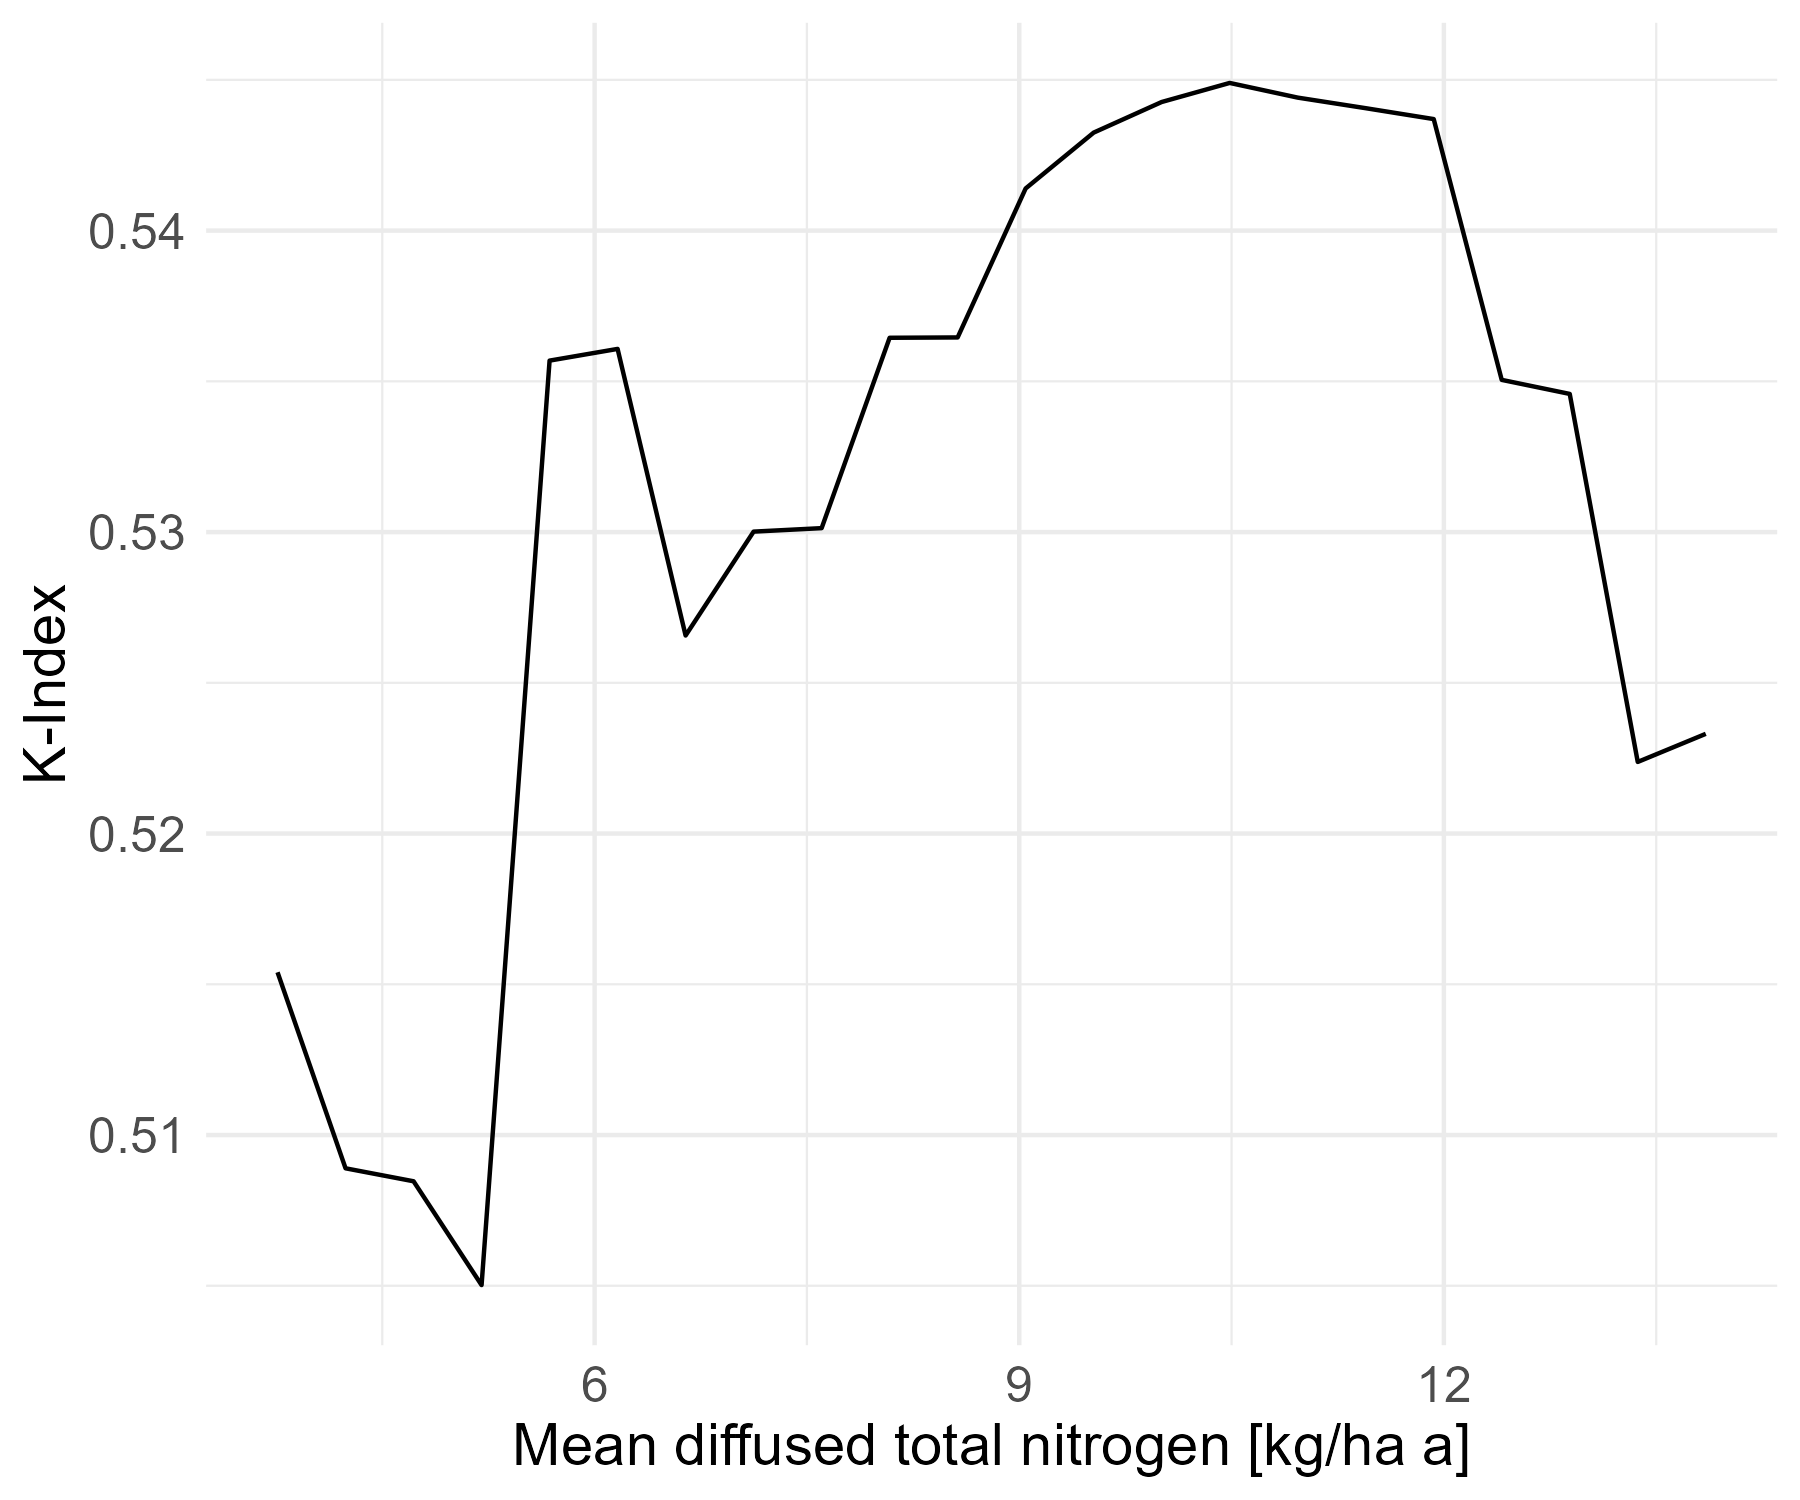 K-Index
0.54
0.53
0.52
0.51
6 9 12
Mean diffused total nitrogen [kg/ha a]